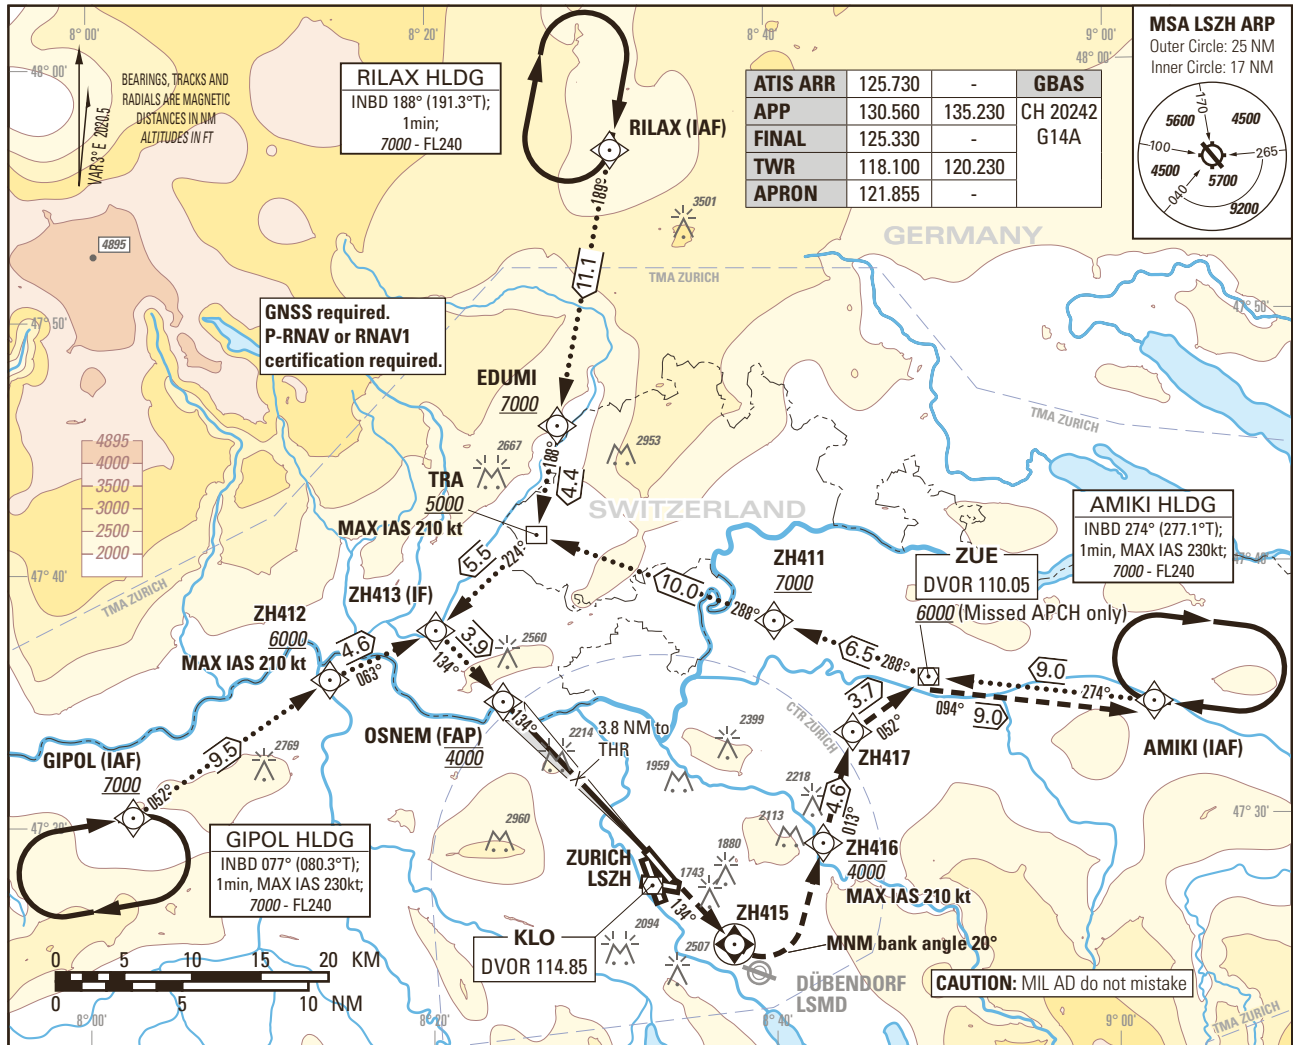 8° 00'
8° 20'
9° 00'
48° 00'
48° 00'
VAR 3° E 2020.5
BEARINGS, TRACKS AND
RADIALS ARE MAGNETIC
DISTANCES IN NM
ALTITUDES IN FT
RILAX HLDG
INBD 188° (191.3°T);
1min;
7000 - FL240
RILAX (IAF)
ATIS ARR 125.730 - GBAS
APP 130.560 135.230 CH 20242
FINAL 125.330 - G14A
TWR 118.100 120.230
APRON 121.855 -
MSA LSZH ARP
Outer Circle: 25 NM
Inner Circle: 17 NM
170
5600
4500
100
265
4500
5700
040
9200
189°
3501
4895
GERMANY
TMA ZURICH
11.1
47° 50'
47° 50'
GNSS required.
P-RNAV or RNAV1
certification required.
EDUMI
7000
TMA ZURICH
4895
4000
3500
3000
2500
2000
2667
2953
188°
4.4
TRA
5000
MAX IAS 210 kt
SWITZERLAND
AMIKI HLDG
INBD 274° (277.1°T);
1min, MAX IAS 230kt;
7000 - FL240
47° 40'
47° 40'
TMA ZURICH
224°
5.5
ZH411
7000
ZUE
DVOR 110.05
6000 (Missed APCH only)
10.0
288°
ZH413 (IF)
ZH412
6000
MAX IAS 210 kt
4.6
063°
3.9
134°
2560
6.5
288°
9.0
274°
094°
9.0
3.7
052°
AMIKI (IAF)
CTR ZÜRICH
ZH417
OSNEM (FAP)
4000
134°
2214
3.8 NM to
THR
2399
1959
GIPOL (IAF)
7000
9.5
052°
2769
2218
4.6
013°
47° 30'
47° 30'
2113
ZH416
4000
MAX IAS 210 kt
2960
GIPOL HLDG
INBD 077° (080.3°T);
1min, MAX IAS 230kt;
7000 - FL240
ZURICH
LSZH
1880
1743
134°
ZH415
MNM bank angle 20°
KLO
DVOR 114.85
2094
2507
DÜBENDORF
LSMD
CAUTION: MIL AD do not mistake
0 5 10 15 20 KM
0 5 10 NM
8° 00'
8° 20'
8° 40'
9° 00'
TMA ZURICH